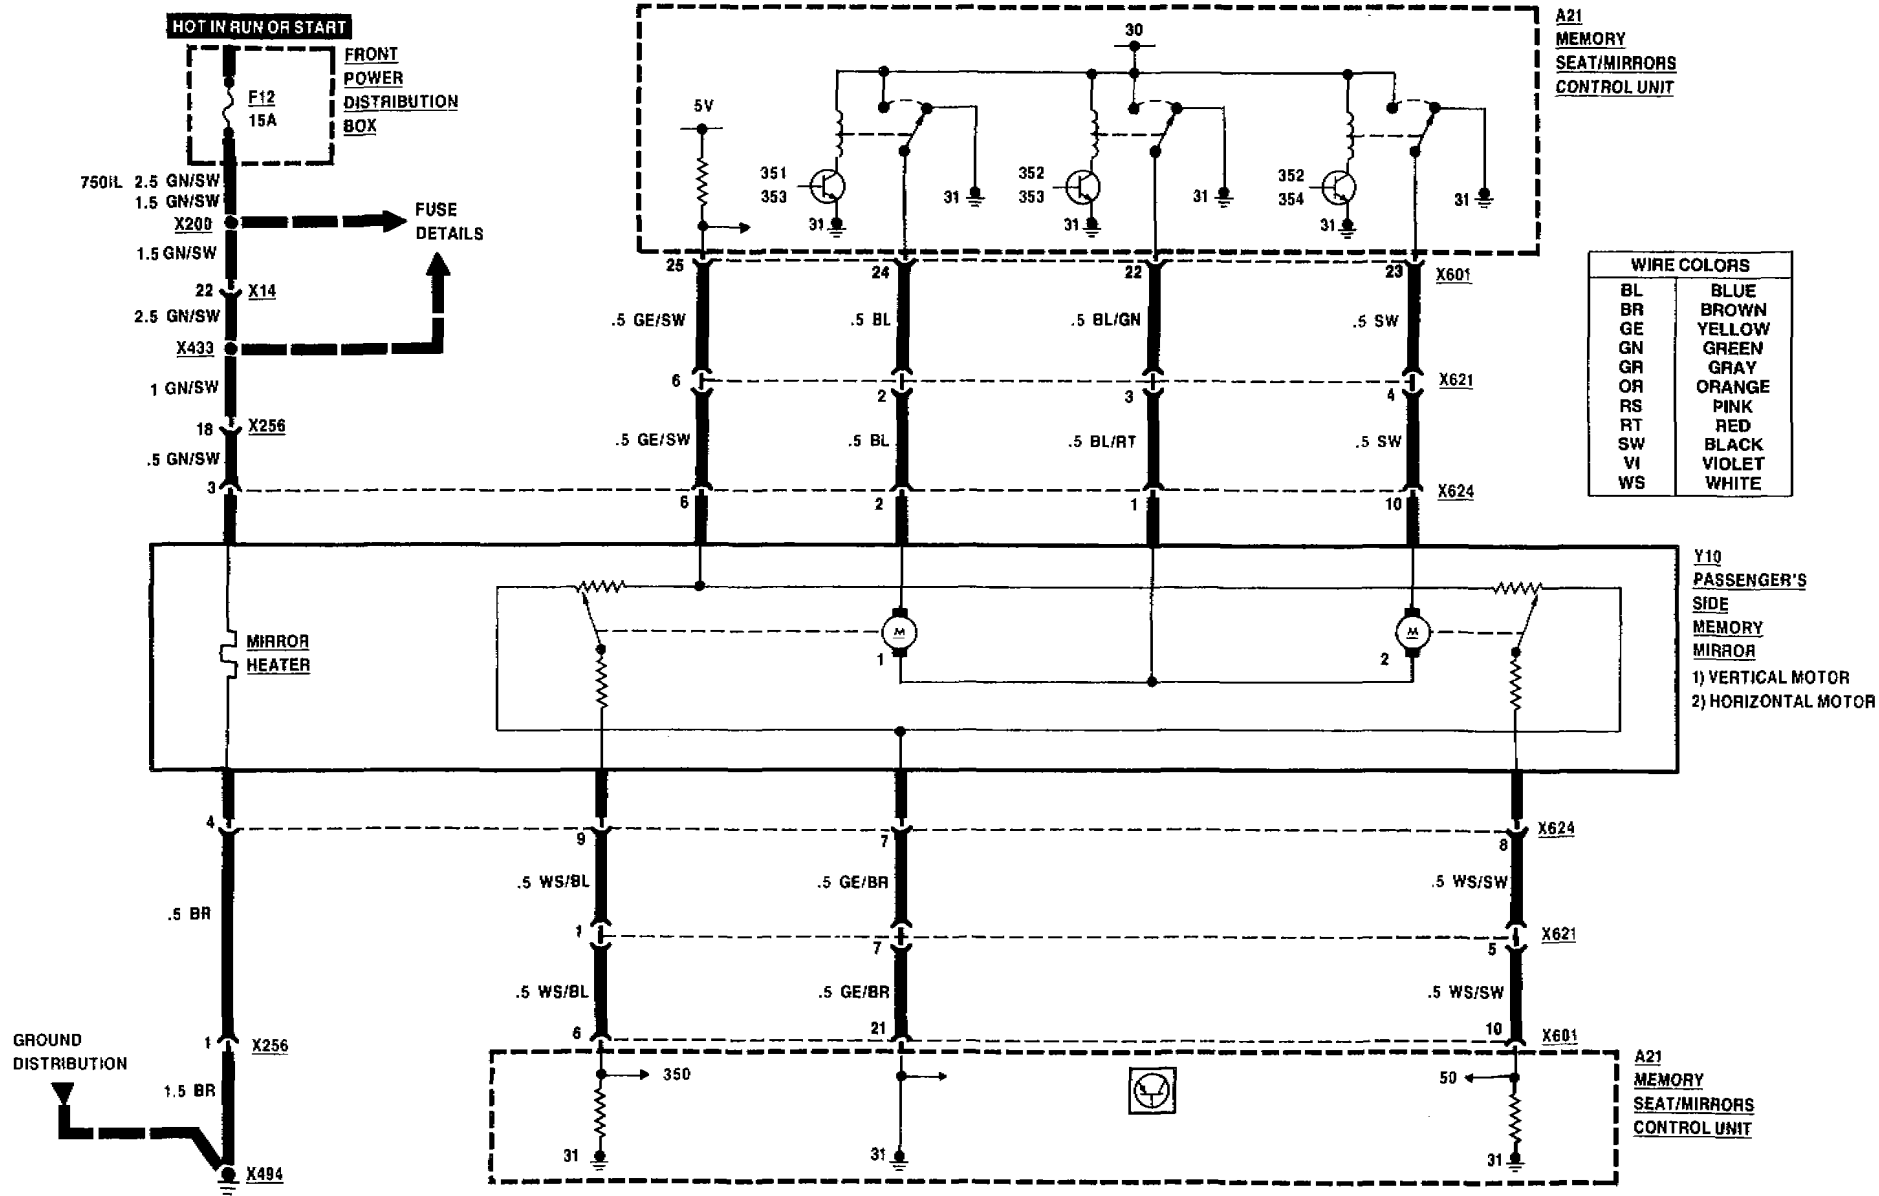 HOT IN RUN OR START
FRONT
POWER
DISTRIBUTION
BOX
F12
15A
750iL 2.5 GN/SW
1.5 GN/SW
X200
FUSE
DETAILS
1.5 GN/SW
22
X14
2.5 GN/SW
X433
1 GN/SW
18
X256
.5 GN/SW
3
A21
MEMORY
SEAT/MIRRORS
CONTROL UNIT
30
5V
351
353
31
31
352
353
31
31
352
354
31
31
25
24
22
23
X601
.5 GE/SW
.5 BL
.5 BL/GN
.5 SW
6
2
3
4
X621
.5 GE/SW
.5 BL
.5 BL/RT
.5 SW
6
2
1
10
X624
WIRE COLORS
BL BLUE
BR BROWN
GE YELLOW
GN GREEN
GR GRAY
OR ORANGE
RS PINK
RT RED
SW BLACK
VI VIOLET
WS WHITE
MIRROR
HEATER
M
1
M
2
Y10
PASSENGER'S
SIDE
MEMORY
MIRROR
1) VERTICAL MOTOR
2) HORIZONTAL MOTOR
4
9
7
8
X624
.5 BR
.5 WS/BL
.5 GE/BR
.5 WS/SW
1
7
5
X621
.5 WS/BL
.5 GE/BR
.5 WS/SW
1
X256
6
21
10
X601
GROUND
DISTRIBUTION
1.5 BR
X494
350
50
31
31
31
A21
MEMORY
SEAT/MIRRORS
CONTROL UNIT